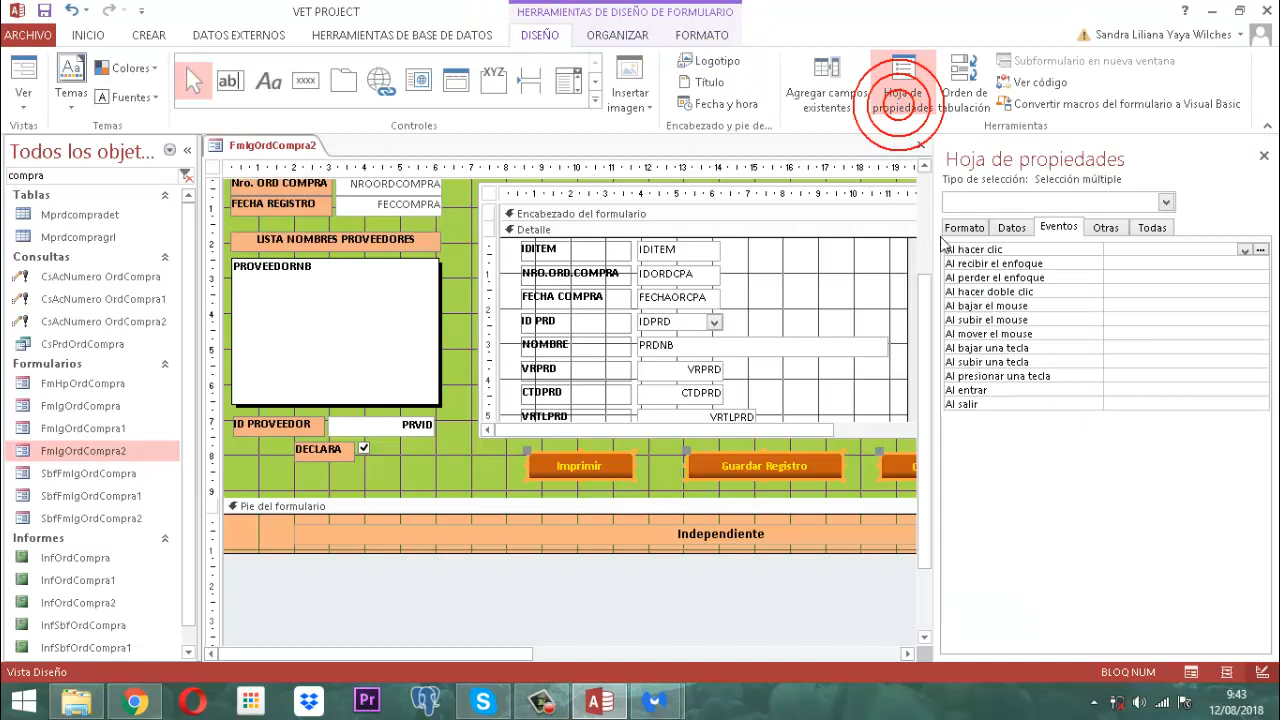 VET PROJECT
HERRAMIENTAS DE DISEÑO DE FORMULARIO
?
ARCHIVO
INICIO
CREAR
DATOS EXTERNOS
HERRAMIENTAS DE BASE DE DATOS
DISEÑO
ORGANIZAR
FORMATO
Sandra Liliana Yaya Wilches
Ver
Vistas
Temas
Colores
Fuentes
Temas
Controles
Insertar imagen
Logotipo
Título
Fecha y hora
Encabezado y pie de...
Agregar campos existentes
Hoja de propiedades
Orden de tabulación
Subformulario en nueva ventana
Ver código
Convertir macros del formulario a Visual Basic
Herramientas
Todos los objet...
compra
Tablas
Mprdcompradet
Mprdcompragrl
Consultas
CsAcNumero OrdCompra
CsAcNumero OrdCompra1
CsAcNumero OrdCompra2
CsPrdOrdCompra
Formularios
FmHpOrdCompra
FmIgOrdCompra
FmIgOrdCompra1
FmIgOrdCompra2
SbfFmIgOrdCompra
SbfFmIgOrdCompra1
SbfFmIgOrdCompra2
Informes
InfOrdCompra
InfOrdCompra1
InfOrdCompra2
InfSbfOrdCompra
InfSbfOrdCompra1
FmIgOrdCompra2
Nro. ORD COMPRA
NROORDCOMPRA
FECHA REGISTRO
FECCOMPRA
LISTA NOMBRES PROVEEDORES
PROVEEDORNB
ID PROVEEDOR
PRVID
DECLARA
Encabezado del formulario
Detalle
IDITEM
IDITEM
NRO.ORD.COMPRA
IDORDCPA
FECHA COMPRA
FECHAORCPA
ID PRD
IDPRD
NOMBRE
PRDNB
VRPRD
VRPRD
CTDPRD
CTDPRD
VRTLPRD
VRTLPRD
Imprimir
Guardar Registro
Pie del formulario
Independiente
Hoja de propiedades
Tipo de selección: Selección múltiple
Formato
Datos
Eventos
Otras
Todas
Al hacer clic
Al recibir el enfoque
Al perder el enfoque
Al hacer doble clic
Al bajar el mouse
Al subir el mouse
Al mover el mouse
Al bajar una tecla
Al subir una tecla
Al presionar una tecla
Al entrar
Al salir
Vista Diseño
BLOQ NUM
9:43
12/08/2018